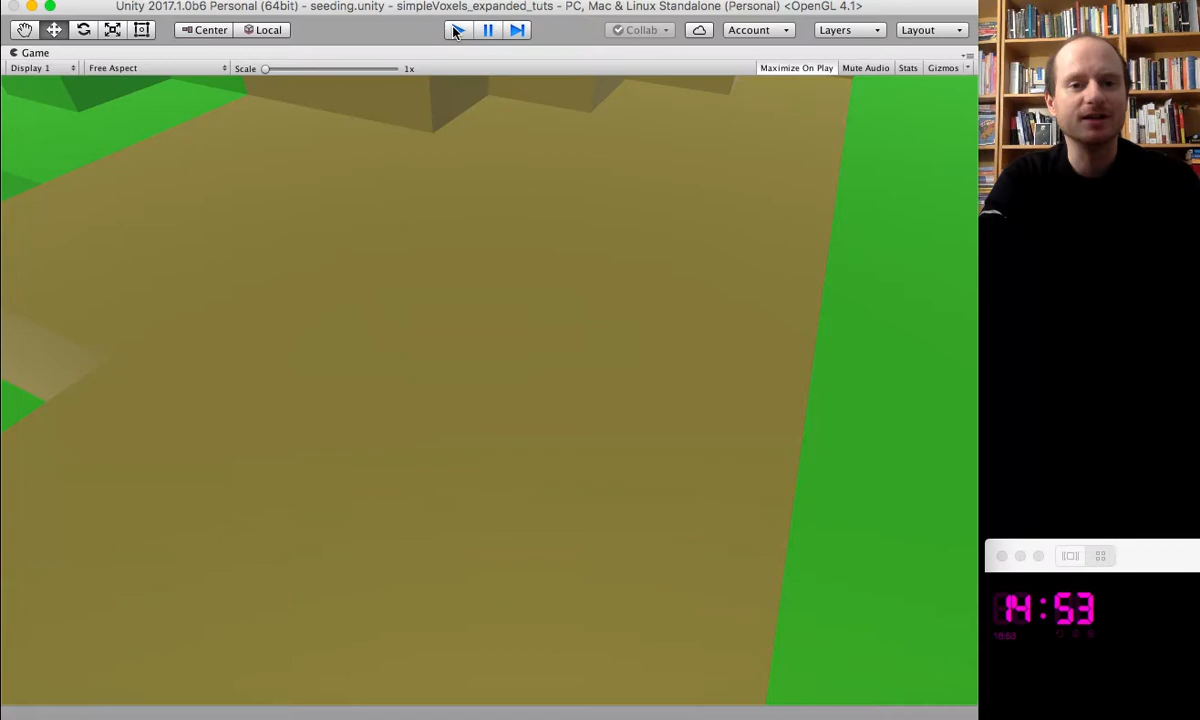 Unity 2017.1.0b6 Personal (64bit) - seeding.unity - simpleVoxels_expanded_tuts - PC, Mac & Linux Standalone (Personal) <OpenGL 4.1>
Center Local Collab Account Layers Layout
Game
Display 1 Free Aspect Scale 1x Maximize On Play Mute Audio Stats Gizmos
14:53